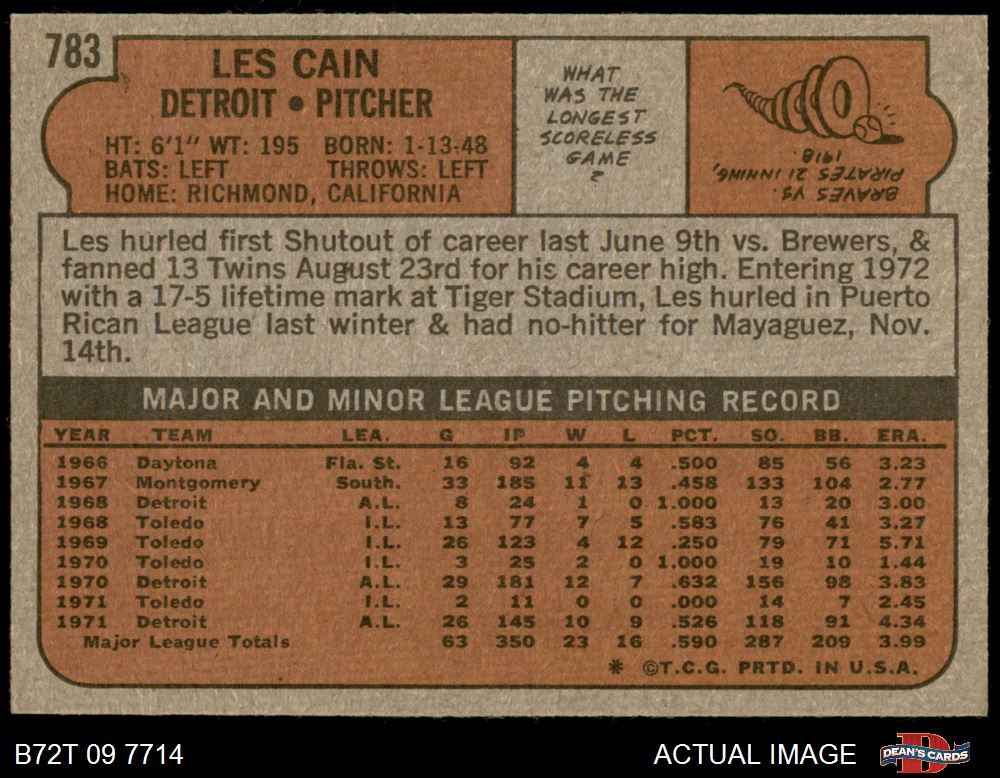 783
LES CAIN
DETROIT • PITCHER
HT: 6'1" WT: 195 BORN: 1-13-48
BATS: LEFT THROWS: LEFT
HOME: RICHMOND, CALIFORNIA
WHAT
WAS THE
LONGEST
SCORELESS
GAME
?
BRAVES VS.
PIRATES 21 INNING,
1918.
Les hurled first Shutout of career last June 9th vs. Brewers, &
fanned 13 Twins August 23rd for his career high. Entering 1972
with a 17-5 lifetime mark at Tiger Stadium, Les hurled in Puerto
Rican League last winter & had no-hitter for Mayaguez, Nov.
14th.
MAJOR AND MINOR LEAGUE PITCHING RECORD
YEAR TEAM LEA. G IP W L PCT. SO. BB. ERA.
1966 Daytona Fla. St. 16 92 4 4 .500 85 56 3.23
1967 Montgomery South. 33 185 11 13 .458 133 104 2.77
1968 Detroit A.L. 8 24 1 0 1.000 13 20 3.00
1968 Toledo I.L. 13 77 7 5 .583 76 41 3.27
1969 Toledo I.L. 26 123 4 12 .250 79 71 5.71
1970 Toledo I.L. 3 25 2 0 1.000 19 10 1.44
1970 Detroit A.L. 29 181 12 7 .632 156 98 3.83
1971 Toledo I.L. 2 11 0 0 .000 14 7 2.45
1971 Detroit A.L. 26 145 10 9 .526 118 91 4.34
Major League Totals 63 350 23 16 .590 287 209 3.99
* ©T.C.G. PRTD. IN U.S.A.
B72T 09 7714
ACTUAL IMAGE
D
DEAN'S CARDS